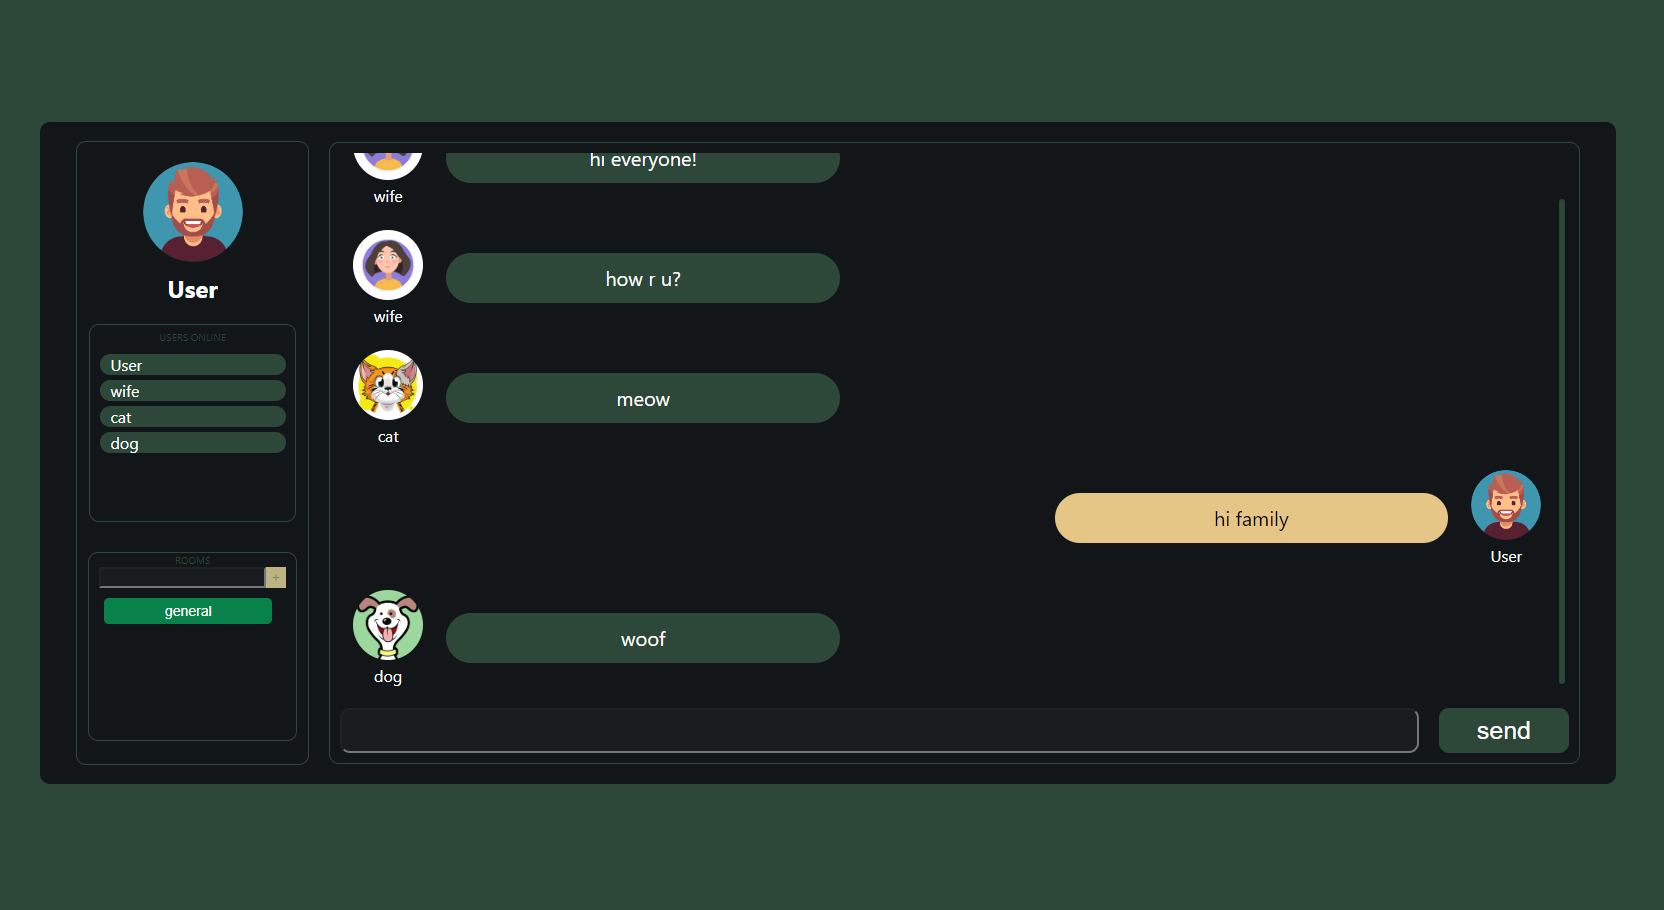 User
USERS ONLINE
User
wife
cat
dog
ROOMS
+
general
hi everyone!
wife
how r u?
wife
meow
cat
hi family
User
woof
dog
send